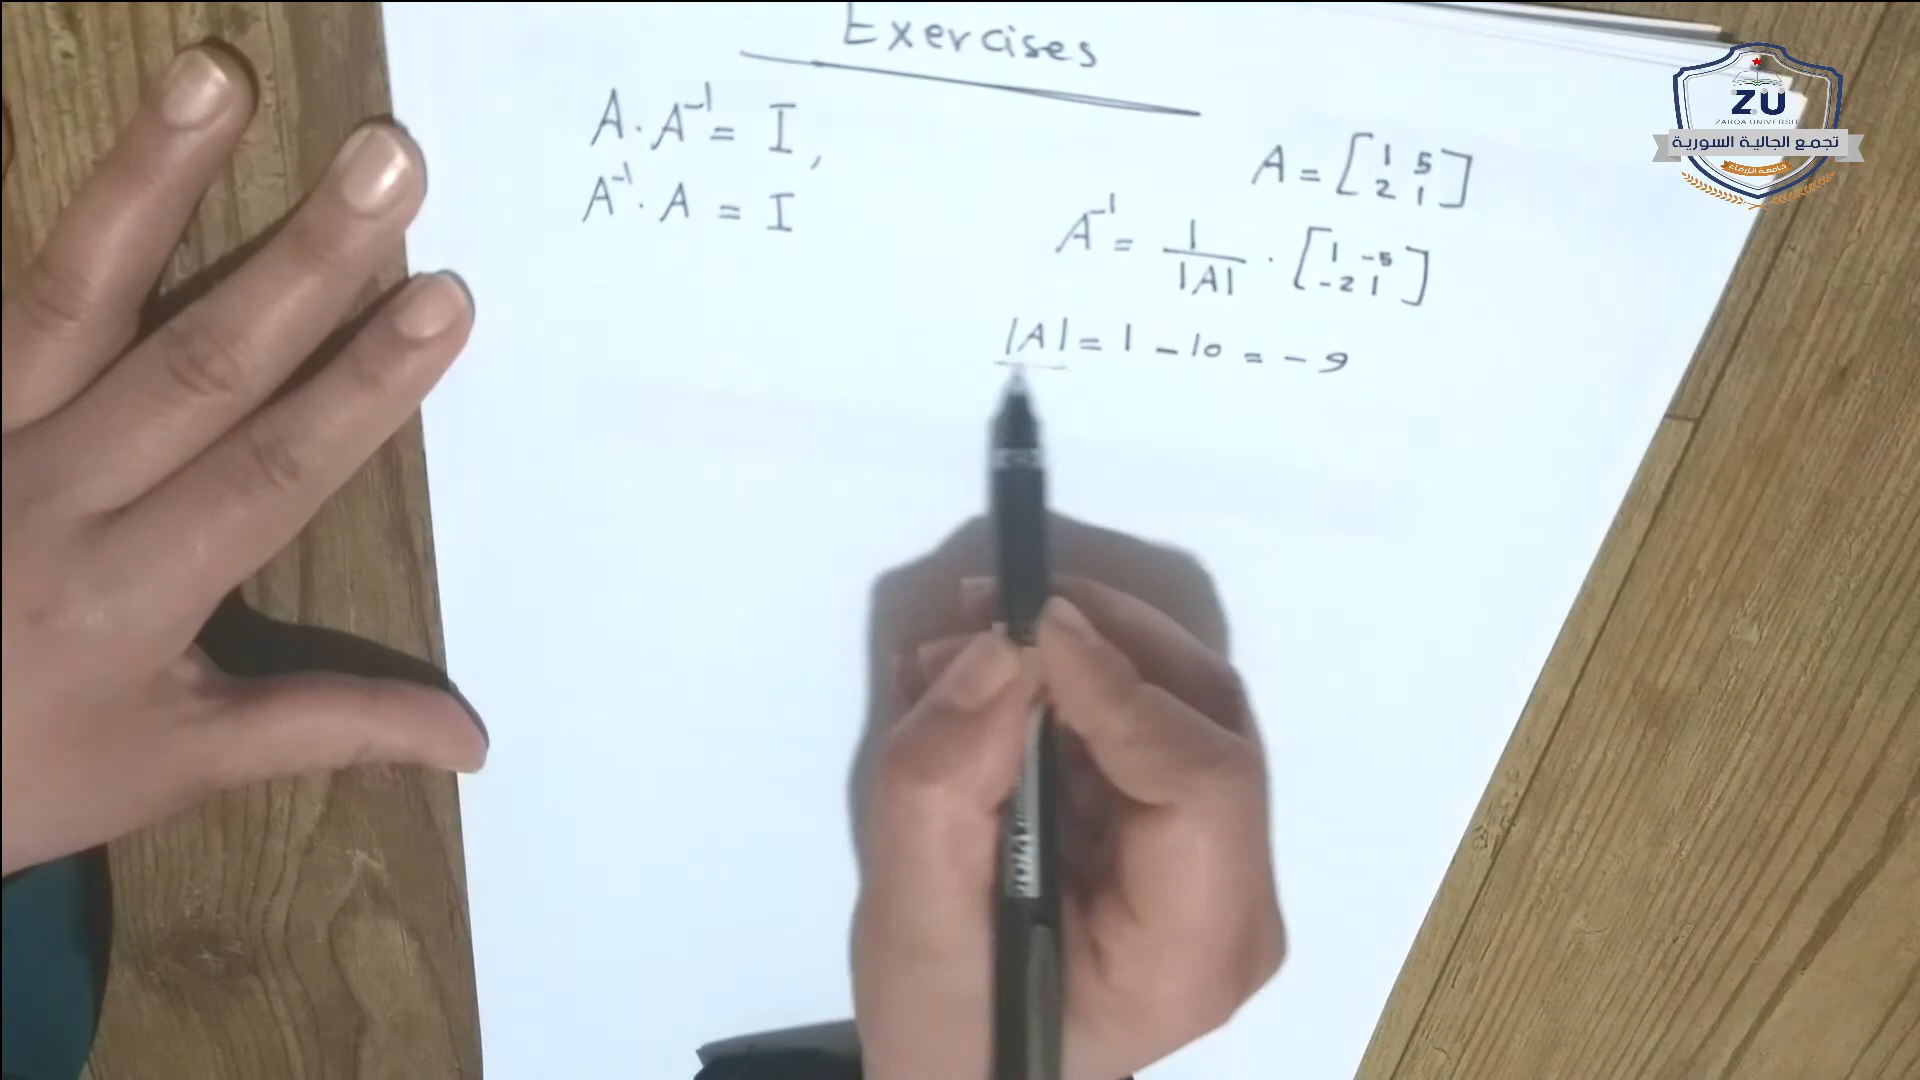 Exercises
A · A⁻¹ = I ,
A⁻¹ · A = I
A = [1 5
2 1]
A⁻¹ = 1/|A| · [1 -5
-2 1]
|A| = 1 - 10 = -9
ZU
ZARQA UNIVERSITY
تجمع الجالية السورية
جامعة الزرقاء